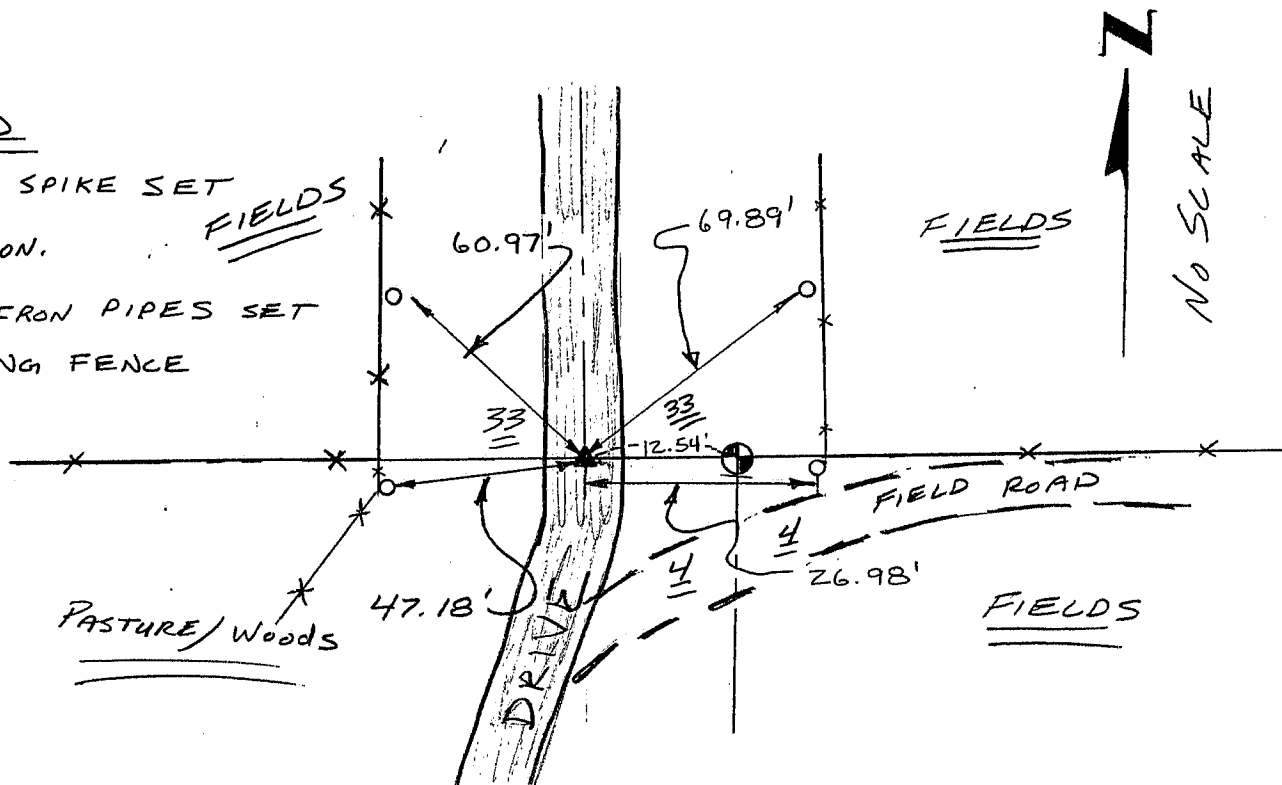 SPIKE SET
ON.
IRON PIPES SET
NG FENCE
FIELDS
60.97'
69.89'
FIELDS
N
NO SCALE
33
33
12.54'
FIELD ROAD
4
4
26.98'
47.18'
DRIVE
PASTURE/WOODS
FIELDS